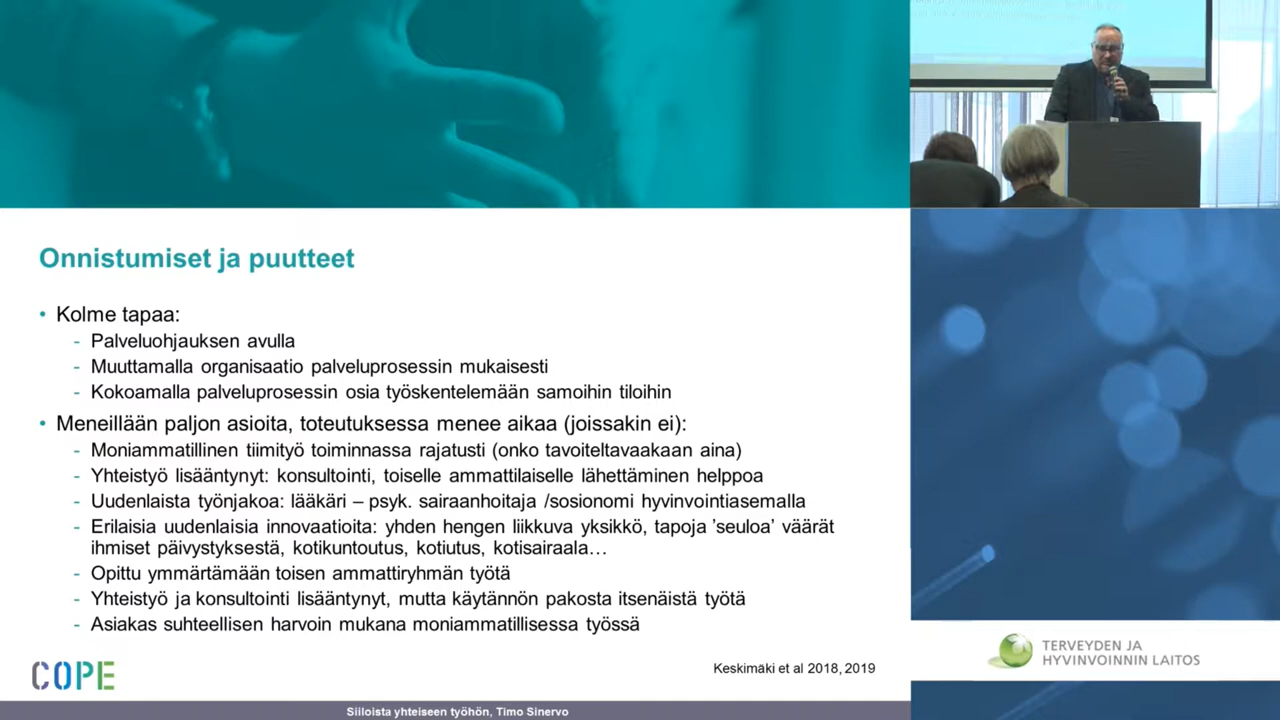 Onnistumiset ja puutteet
• Kolme tapaa:
- Palveluohjauksen avulla
- Muuttamalla organisaatio palveluprosessin mukaisesti
- Kokoamalla palveluprosessin osia työskentelemään samoihin tiloihin
• Meneillään paljon asioita, toteutuksessa menee aikaa (joissakin ei):
- Moniammatillinen tiimityö toiminnassa rajatusti (onko tavoiteltavaakaan aina)
- Yhteistyö lisääntynyt: konsultointi, toiselle ammattilaiselle lähettäminen helppoa
- Uudenlaista työnjakoa: lääkäri – psyk. sairaanhoitaja /sosionomi hyvinvointiasemalla
- Erilaisia uudenlaisia innovaatioita: yhden hengen liikkuva yksikkö, tapoja ’seuloa’ väärät
ihmiset päivystyksestä, kotikuntoutus, kotiutus, kotisairaala…
- Opittu ymmärtämään toisen ammattiryhmän työtä
- Yhteistyö ja konsultointi lisääntynyt, mutta käytännön pakosta itsenäistä työtä
- Asiakas suhteellisen harvoin mukana moniammatillisessa työssä
COPE
Keskimäki et al 2018, 2019
Siiloista yhteiseen työhön, Timo Sinervo
TERVEYDEN JA
HYVINVOINNIN LAITOS